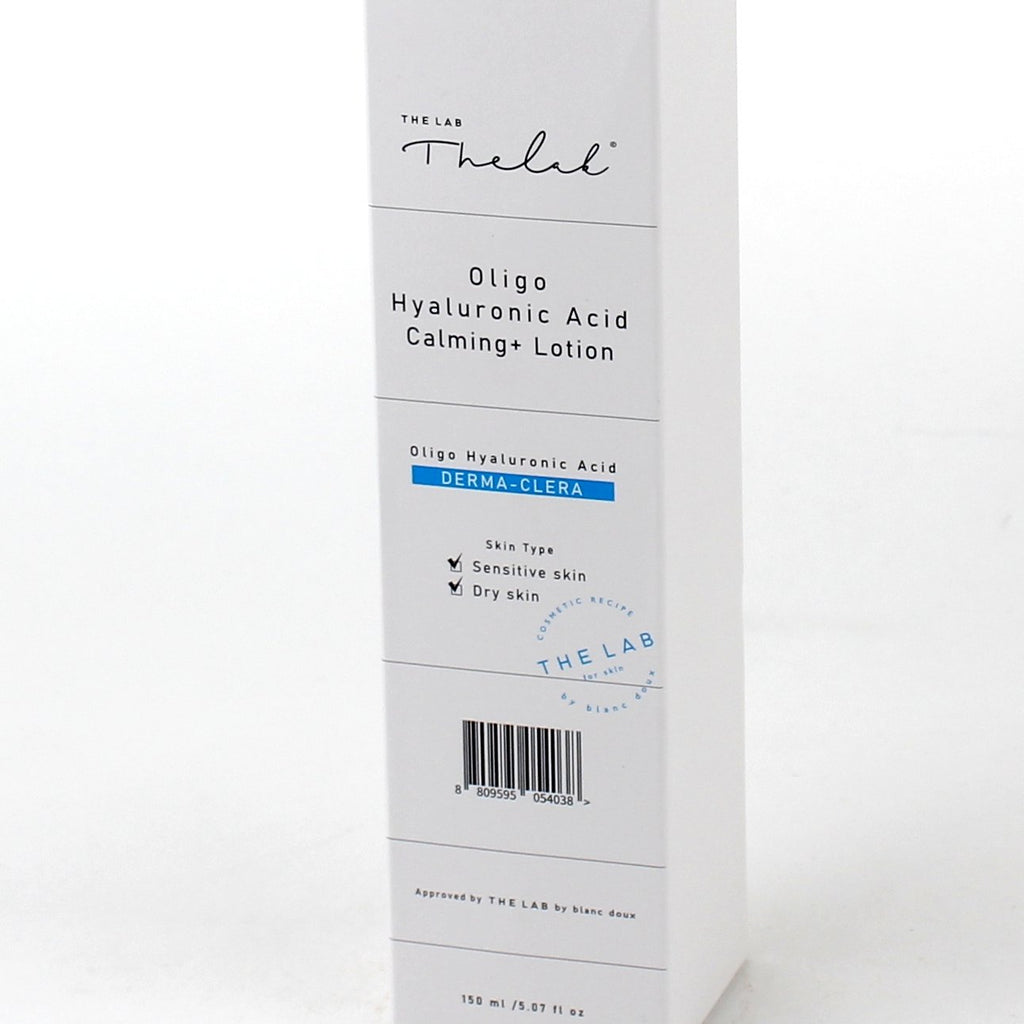 THE LAB
Thelab®
Oligo
Hyaluronic Acid
Calming+ Lotion
Oligo Hyaluronic Acid
DERMA-CLERA
Skin Type
Sensitive skin
Dry skin
COSMETIC RECIPE
THE LAB
for skin
by blanc doux
8 809595 054038 >
Approved by THE LAB by blanc doux
150 ml /5.07 fl oz